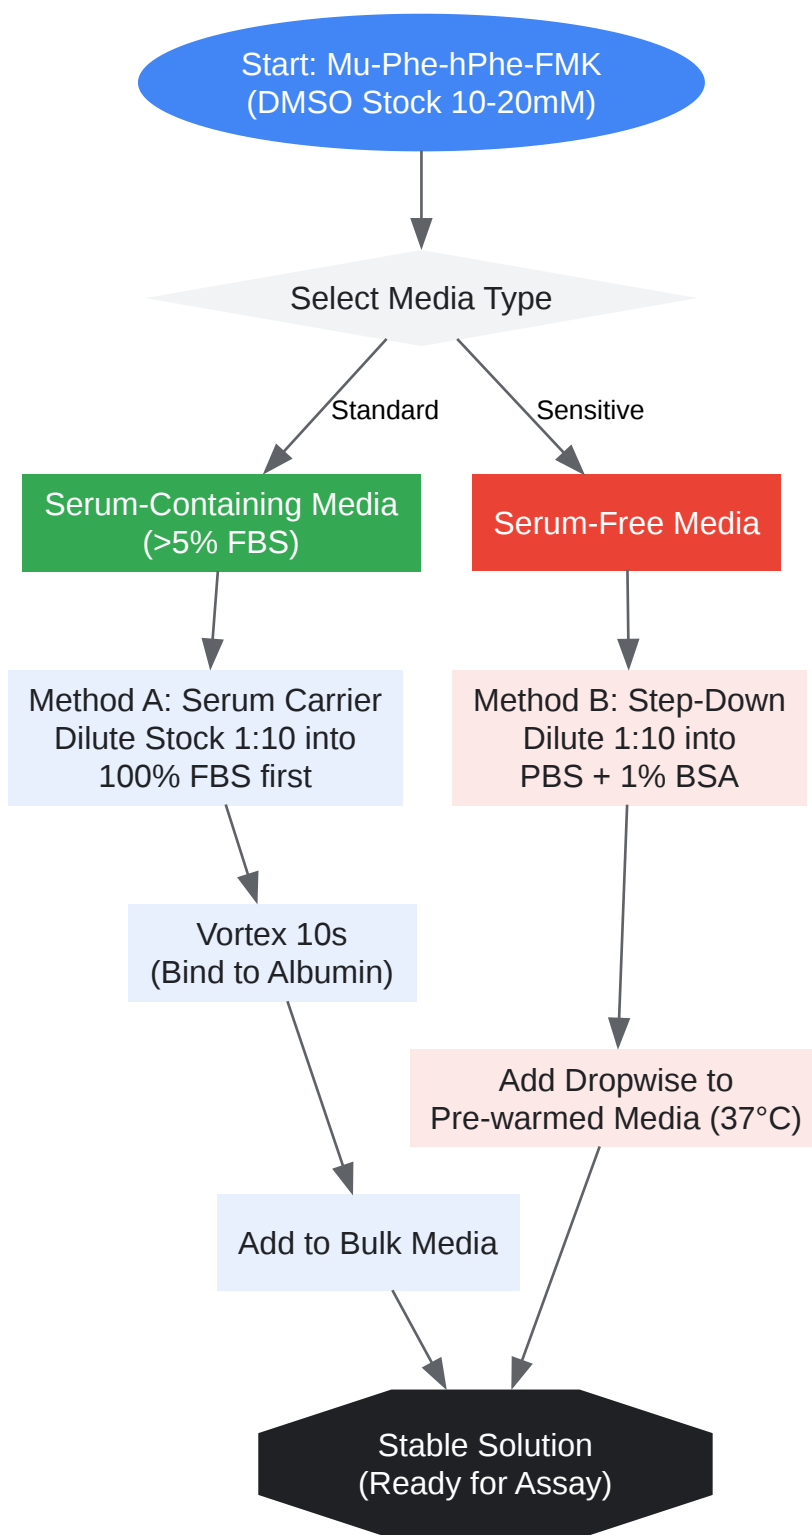 Start: Mu-Phe-hPhe-FMK
(DMSO Stock 10-20mM)
Select Media Type
Standard
Sensitive
Serum-Containing Media
(>5% FBS)
Serum-Free Media
Method A: Serum Carrier
Dilute Stock 1:10 into
100% FBS first
Method B: Step-Down
Dilute 1:10 into
PBS + 1% BSA
Vortex 10s
(Bind to Albumin)
Add Dropwise to
Pre-warmed Media (37°C)
Add to Bulk Media
Stable Solution
(Ready for Assay)